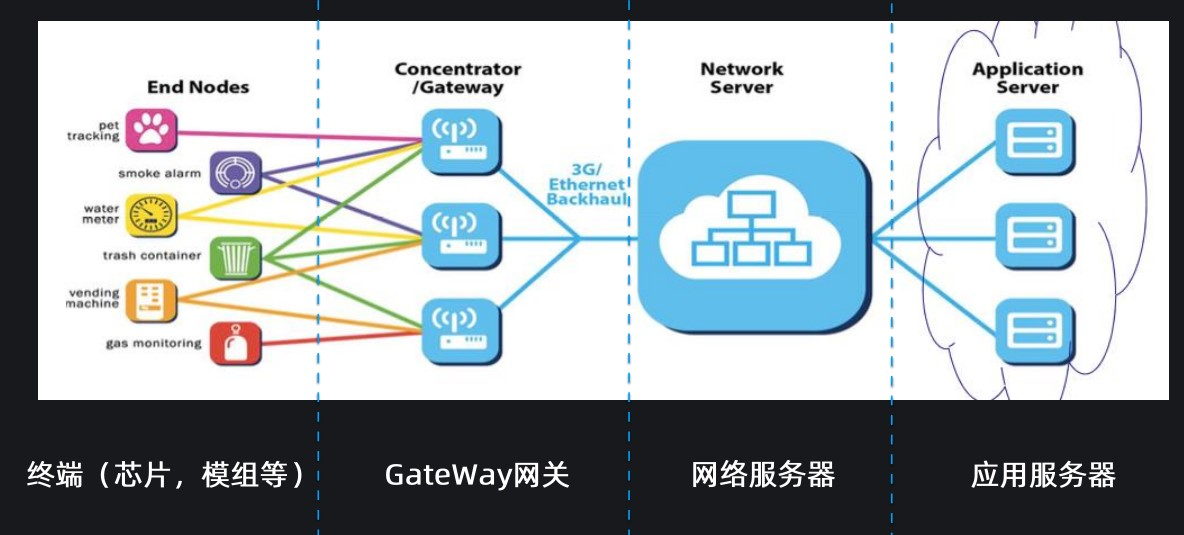 End Nodes
Concentrator
/Gateway
Network
Server
Application
Server
pet
tracking
smoke alarm
water
meter
trash container
vending
machine
gas monitoring
3G/
Ethernet
Backhaul
终端（芯片，模组等）
GateWay网关
网络服务器
应用服务器